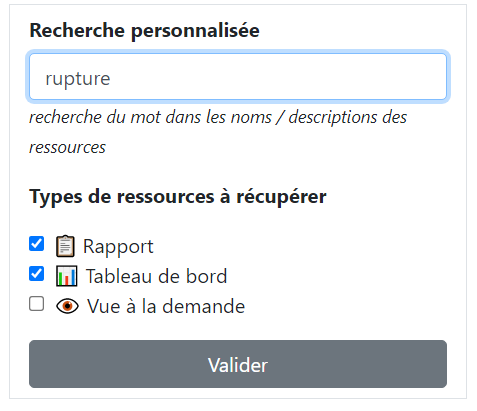 Recherche personnalisée
rupture
recherche du mot dans les noms / descriptions des
ressources
Types de ressources à récupérer
Rapport
Tableau de bord
Vue à la demande
Valider